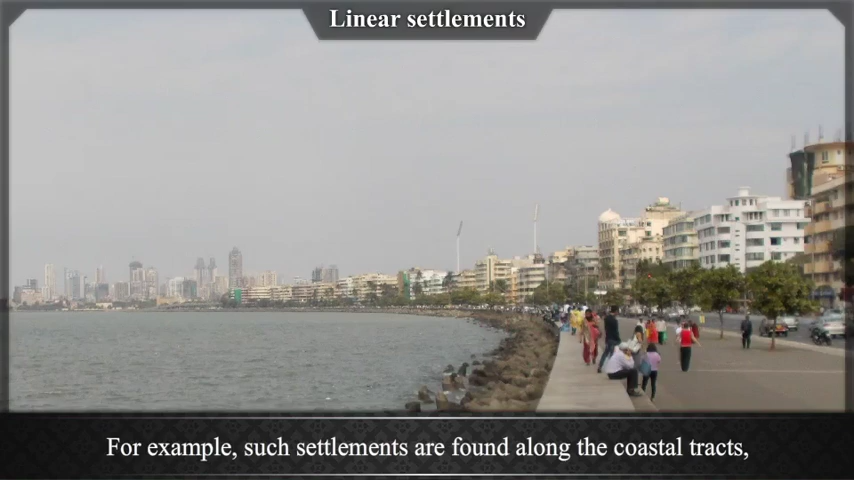 Linear settlements
For example, such settlements are found along the coastal tracts,